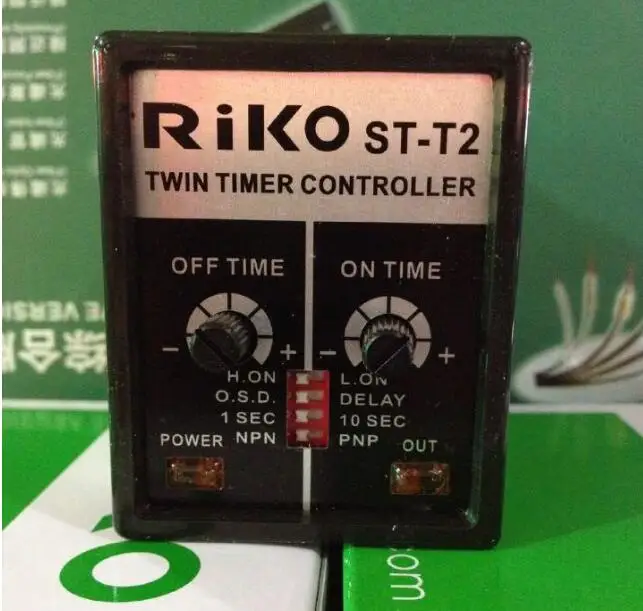 RiKO ST-T2
TWIN TIMER CONTROLLER
OFF TIME ON TIME
- + - +
H.ON L.ON
O.S.D. DELAY
1 SEC 10 SEC
NPN PNP
POWER OUT
com